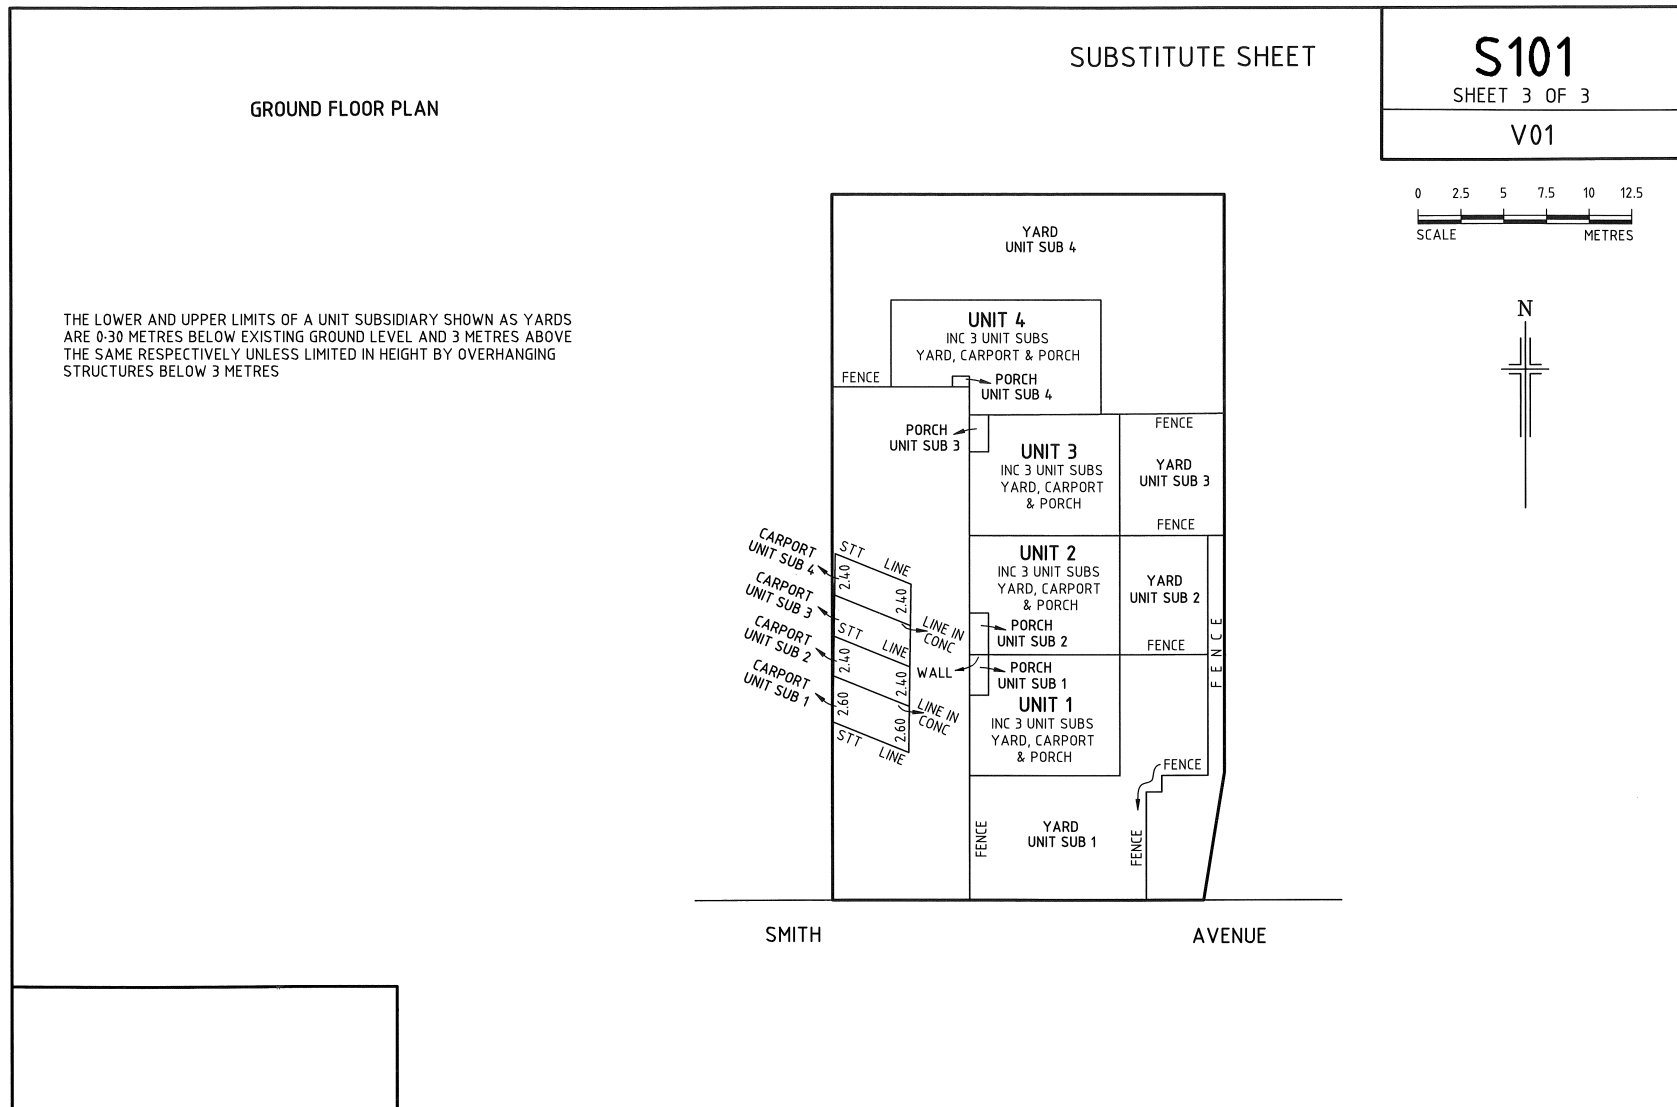 SUBSTITUTE SHEET
S101
SHEET 3 OF 3
V01
GROUND FLOOR PLAN
0 2.5 5 7.5 10 12.5
SCALE METRES
N
THE LOWER AND UPPER LIMITS OF A UNIT SUBSIDIARY SHOWN AS YARDS
ARE 0·30 METRES BELOW EXISTING GROUND LEVEL AND 3 METRES ABOVE
THE SAME RESPECTIVELY UNLESS LIMITED IN HEIGHT BY OVERHANGING
STRUCTURES BELOW 3 METRES
YARD
UNIT SUB 4
UNIT 4
INC 3 UNIT SUBS
YARD, CARPORT & PORCH
FENCE
PORCH
UNIT SUB 4
PORCH
UNIT SUB 3
FENCE
UNIT 3
INC 3 UNIT SUBS
YARD, CARPORT
& PORCH
YARD
UNIT SUB 3
FENCE
CARPORT
UNIT SUB 4
STT LINE
2.40
2.40
CARPORT
UNIT SUB 3
LINE IN
CONC
STT LINE
CARPORT
UNIT SUB 2
2.40
2.40
CARPORT
UNIT SUB 1
LINE IN
CONC
2.60
2.60
STT LINE
UNIT 2
INC 3 UNIT SUBS
YARD, CARPORT
& PORCH
YARD
UNIT SUB 2
PORCH
UNIT SUB 2
FENCE
FENCE
WALL
PORCH
UNIT SUB 1
UNIT 1
INC 3 UNIT SUBS
YARD, CARPORT
& PORCH
FENCE
FENCE
YARD
UNIT SUB 1
FENCE
SMITH AVENUE